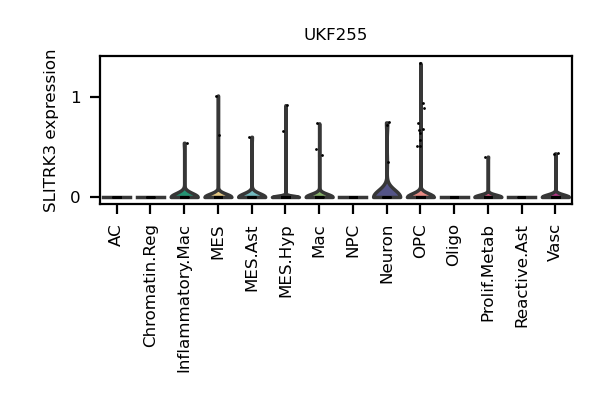 UKF255
SLITRK3 expression
1
0
AC
Chromatin.Reg
Inflammatory.Mac
MES
MES.Ast
MES.Hyp
Mac
NPC
Neuron
OPC
Oligo
Prolif.Metab
Reactive.Ast
Vasc